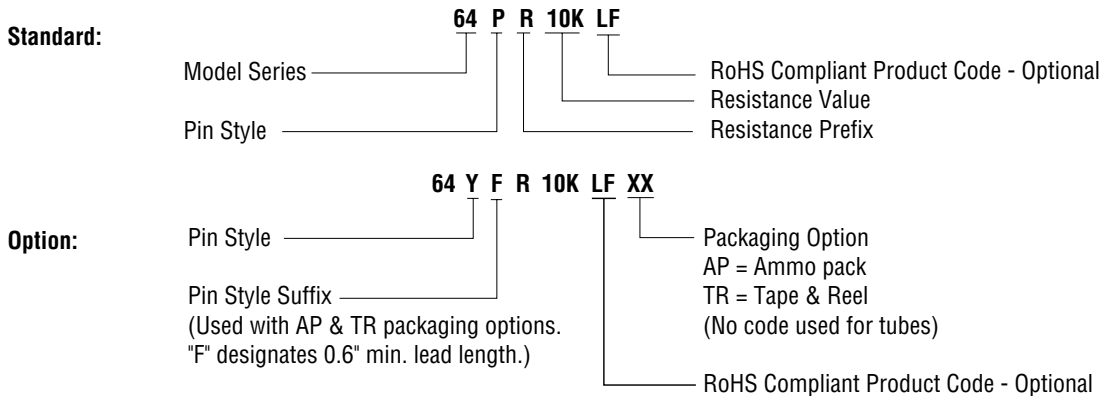 64 P R 10K LF
Standard:
Model Series
RoHS Compliant Product Code - Optional
Resistance Value
Pin Style
Resistance Prefix
64 Y F R 10K LF XX
Option:
Pin Style
Packaging Option
AP = Ammo pack
TR = Tape & Reel
(No code used for tubes)
Pin Style Suffix
(Used with AP & TR packaging options.
"F" designates 0.6" min. lead length.)
RoHS Compliant Product Code - Optional